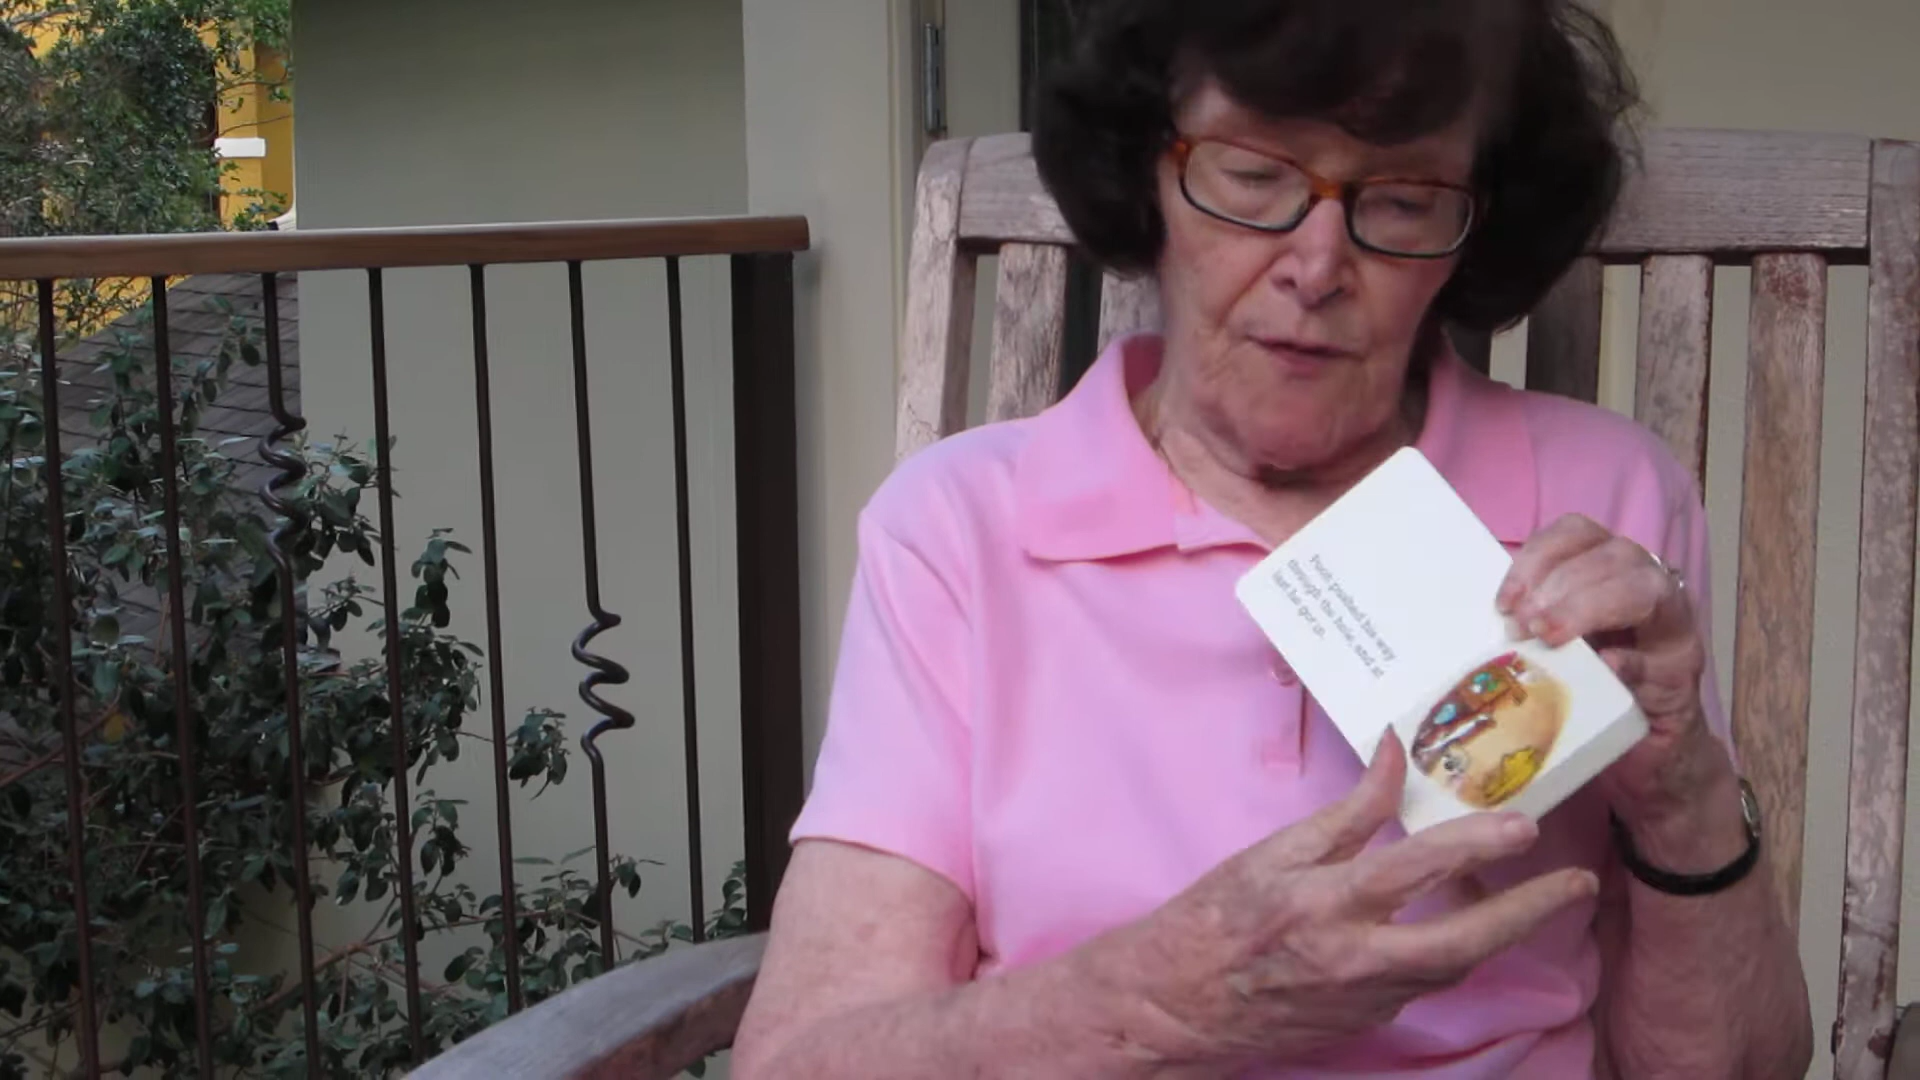 Pooh pushed his way
through the hole, and at
last he got in.